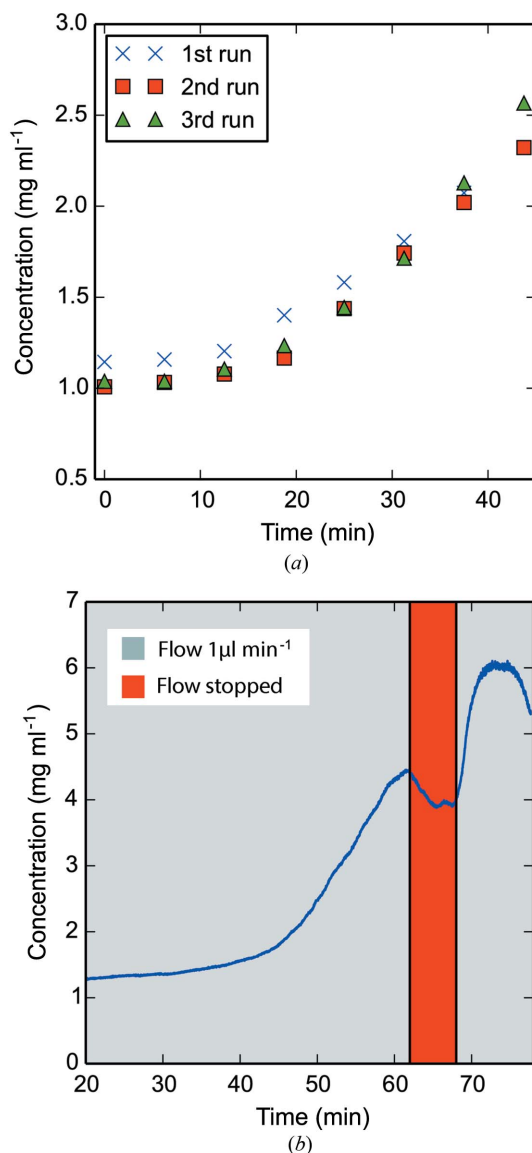 3.0
2.5
2.0
1.5
1.0
0.5
Concentration (mg ml⁻¹)
1st run
2nd run
3rd run
0 10 20 30 40
Time (min)
(a)
7
6
5
4
3
2
1
0
Concentration (mg ml⁻¹)
Flow 1µl min⁻¹
Flow stopped
20 30 40 50 60 70
Time (min)
(b)